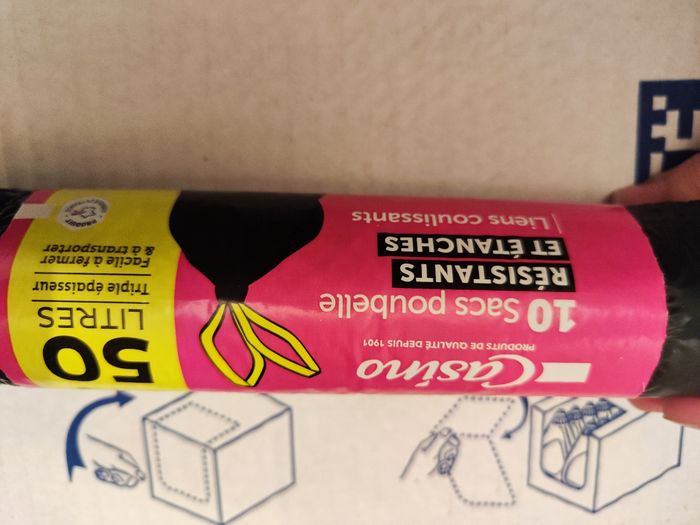 Casino
PRODUITS DE QUALITÉ DEPUIS 1901
10 Sacs poubelle
RÉSISTANTS
ET ÉTANCHES
Liens coulissants
50
LITRES
Triple épaisseur
Facile à fermer
& à transporter
PRODUIT